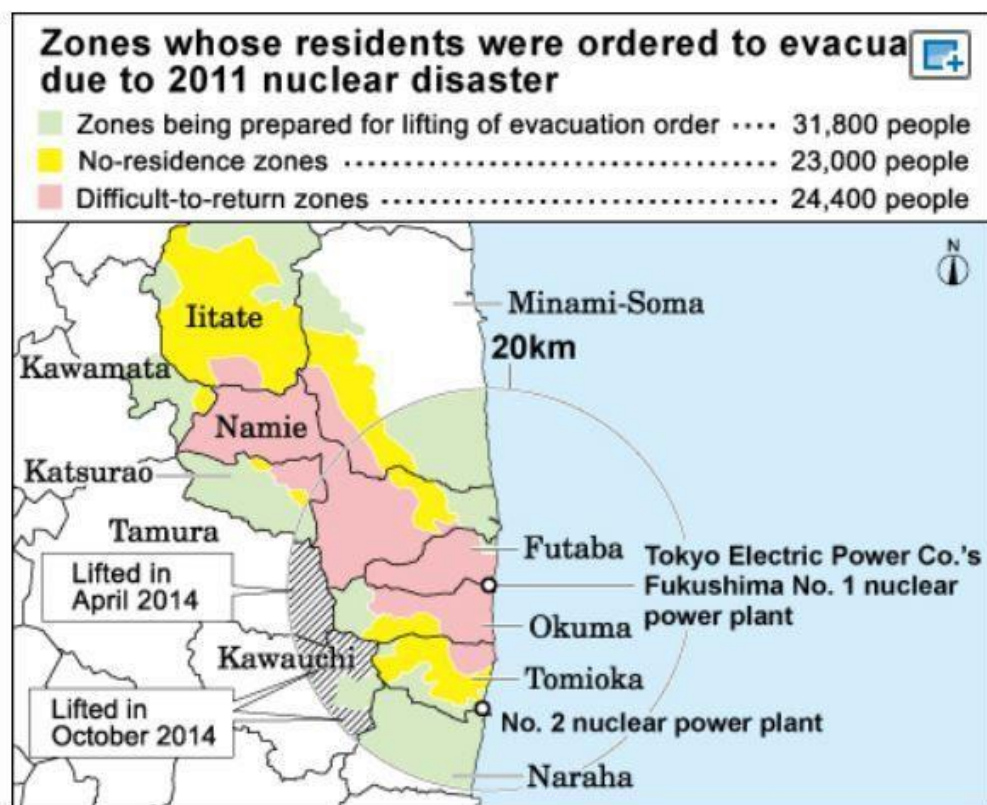 Zones whose residents were ordered to evacua
due to 2011 nuclear disaster
Zones being prepared for lifting of evacuation order ···· 31,800 people
No-residence zones ······································ 23,000 people
Difficult-to-return zones ·································· 24,400 people
N
Minami-Soma
20km
Iitate
Kawamata
Namie
Katsurao
Tamura
Futaba
Lifted in
April 2014
Tokyo Electric Power Co.'s
Fukushima No. 1 nuclear
power plant
Okuma
Kawauchi
Tomioka
Lifted in
October 2014
No. 2 nuclear power plant
Naraha